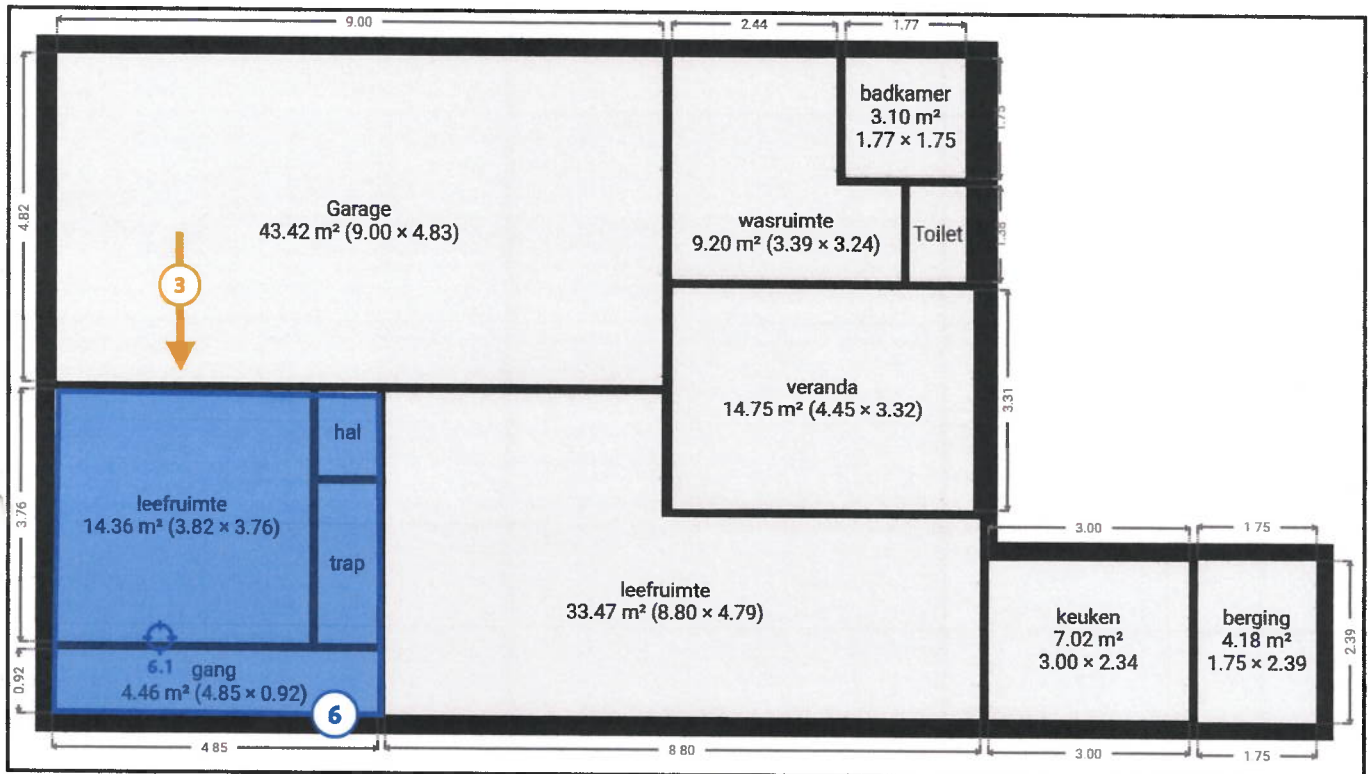 9.00
2.44
1.77
badkamer
3.10 m²
1.77 × 1.75
1.75
4.82
Garage
43.42 m² (9.00 × 4.83)
wasruimte
9.20 m² (3.39 × 3.24)
Toilet
1.38
3
veranda
14.75 m² (4.45 × 3.32)
3.31
hal
leefruimte
14.36 m² (3.82 × 3.76)
3.76
trap
3.00
1.75
leefruimte
33.47 m² (8.80 × 4.79)
keuken
7.02 m²
3.00 × 2.34
berging
4.18 m²
1.75 × 2.39
2.39
6.1
gang
4.46 m² (4.85 × 0.92)
0.92
6
4.85
8.80
3.00
1.75